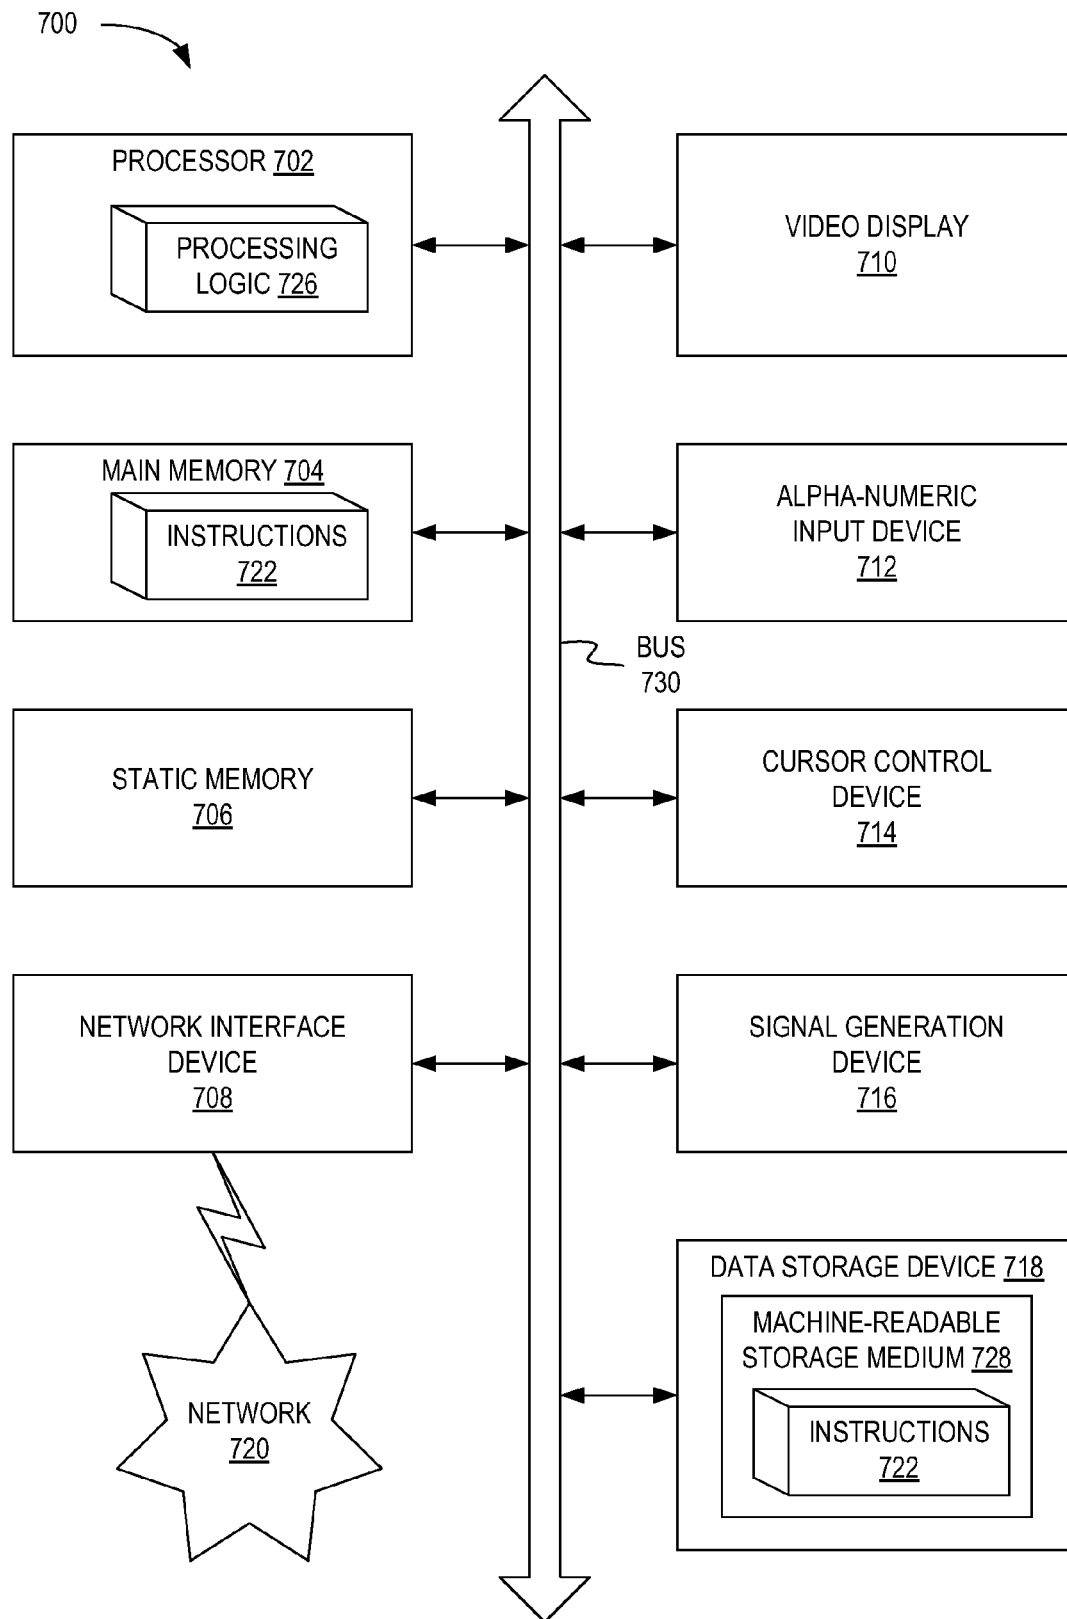 700
PROCESSOR 702
PROCESSING
LOGIC 726
VIDEO DISPLAY
710
MAIN MEMORY 704
INSTRUCTIONS
722
ALPHA-NUMERIC
INPUT DEVICE
712
BUS
730
STATIC MEMORY
706
CURSOR CONTROL
DEVICE
714
NETWORK INTERFACE
DEVICE
708
SIGNAL GENERATION
DEVICE
716
DATA STORAGE DEVICE 718
MACHINE-READABLE
STORAGE MEDIUM 728
INSTRUCTIONS
722
NETWORK
720